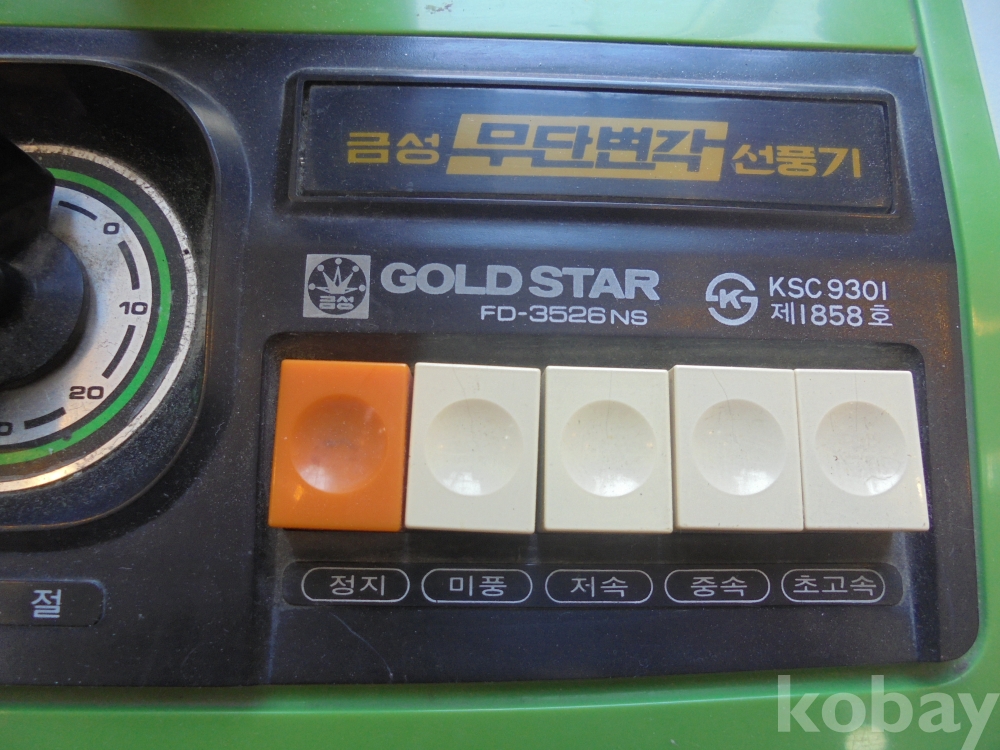 금성 무단변각 선풍기
금성
GOLD STAR
FD-3526 NS
KSC 9301
제1858호
0
10
20
정지 미풍 저속 중속 초고속
절
kobay